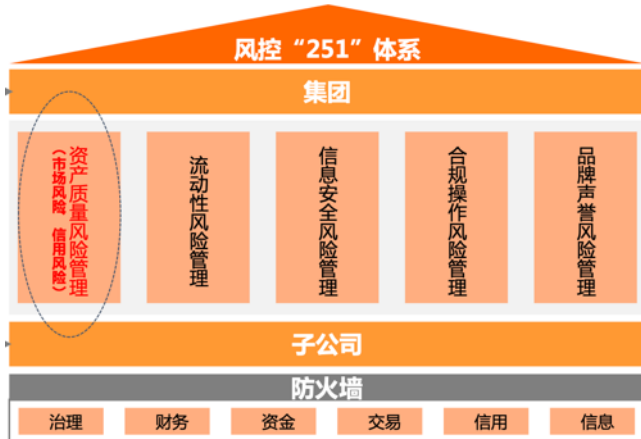 风控“251”体系
集团
资产质量风险管理
（市场风险、信用风险）
流动性风险管理
信息安全风险管理
合规操作风险管理
品牌声誉风险管理
子公司
防火墙
治理
财务
资金
交易
信用
信息